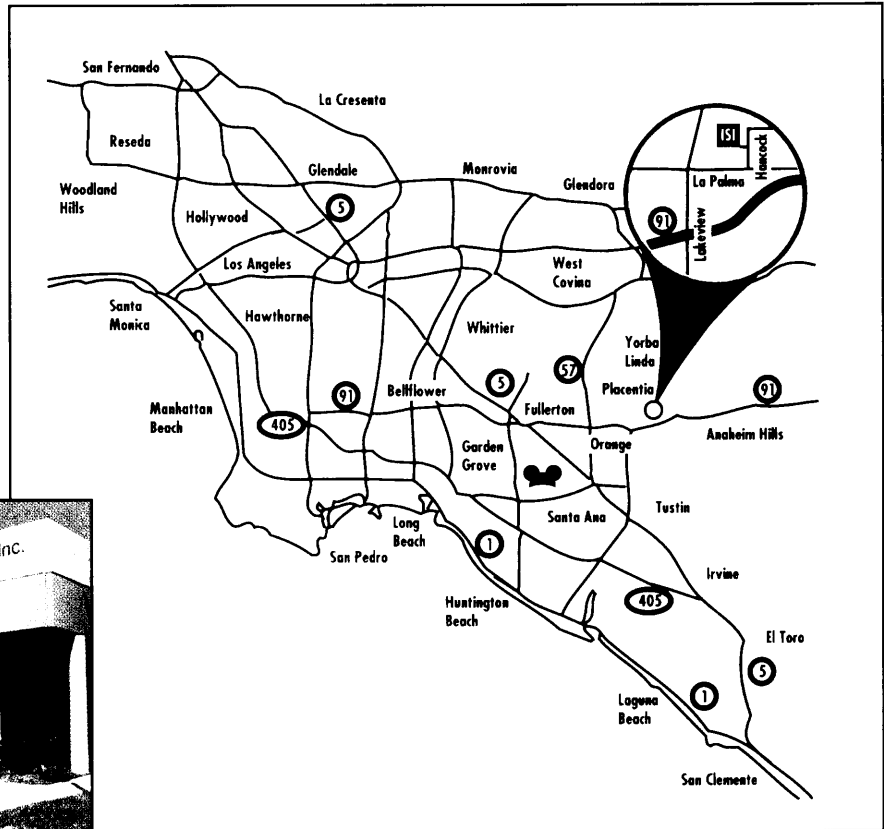 San Fernando
La Cresenta
Reseda
Glendale
Monrovia
Woodland
Hills
Glendora
Hollywood
5
ISI
Hancock
La Palma
91
Lakeview
Los Angeles
West
Covina
Santa
Monica
Hawthorne
Whittier
Yorba
Linda
Placentia
5
57
91
Bellflower
91
Manhattan
Beach
405
Fullerton
Orange
Anaheim Hills
Garden
Grove
Santa Ana
Tustin
Long
Beach
San Pedro
1
Huntington
Beach
Irvine
405
El Toro
5
1
Laguna
Beach
San Clemente
nc.